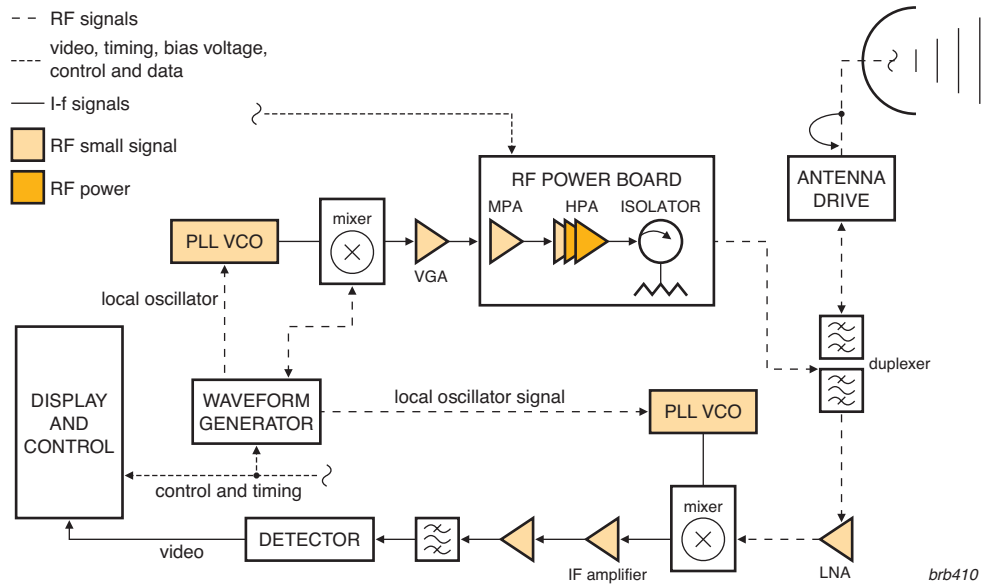 RF signals
video, timing, bias voltage,
control and data
I-f signals
RF small signal
RF power
RF POWER BOARD
MPA
HPA
ISOLATOR
ANTENNA
DRIVE
mixer
PLL VCO
VGA
local oscillator
duplexer
DISPLAY
AND
CONTROL
WAVEFORM
GENERATOR
local oscillator signal
PLL VCO
control and timing
mixer
DETECTOR
video
IF amplifier
LNA
brb410